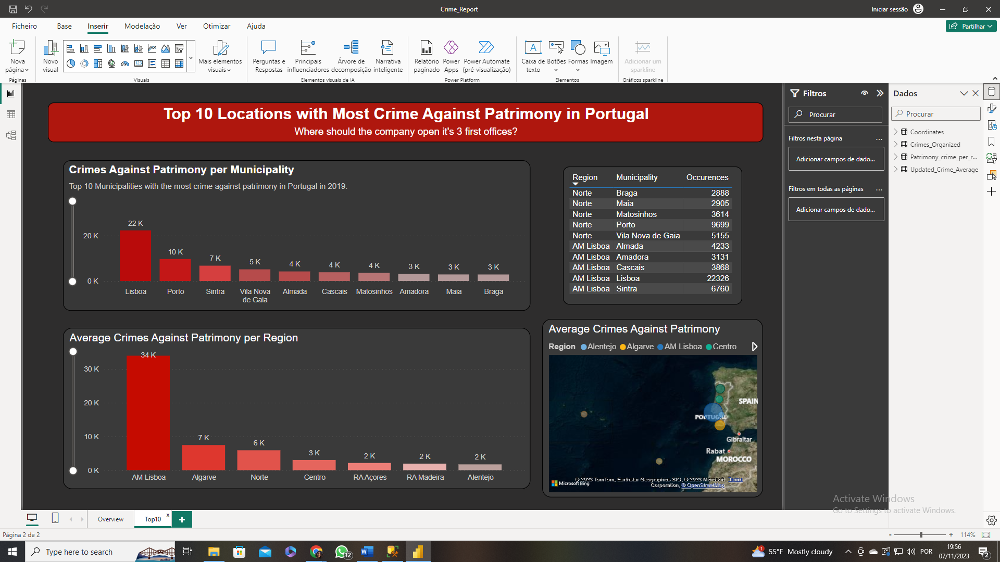 Crime_Report
Iniciar sessão
Ficheiro Base Inserir Modelação Ver Otimizar Ajuda
Partilhar
Nova página
Páginas
Novo visual
Mais elementos visuais
Visuais
Perguntas e Respostas
Principais influenciadores
Árvore de decomposição
Narrativa inteligente
Elementos visuais de IA
Relatório paginado
Power Apps
Power Automate (pré-visualização)
Power Platform
Caixa de texto
Botões
Formas
Imagem
Elementos
Adicionar um sparkline
Gráficos sparkline
Top 10 Locations with Most Crime Against Patrimony in Portugal
Where should the company open it's 3 first offices?
Crimes Against Patrimony per Municipality
Top 10 Municipalities with the most crime against patrimony in Portugal in 2019.
20 K
0 K
22 K
10 K
7 K
5 K
4 K
4 K
4 K
3 K
3 K
3 K
Lisboa
Porto
Sintra
Vila Nova de Gaia
Almada
Cascais
Matosinhos
Amadora
Maia
Braga
Region Municipality Occurences
Norte Braga 2888
Norte Maia 2905
Norte Matosinhos 3614
Norte Porto 9699
Norte Vila Nova de Gaia 5155
AM Lisboa Almada 4233
AM Lisboa Amadora 3131
AM Lisboa Cascais 3868
AM Lisboa Lisboa 22326
AM Lisboa Sintra 6760
Average Crimes Against Patrimony per Region
30 K
20 K
10 K
0 K
34 K
7 K
6 K
3 K
2 K
2 K
2 K
AM Lisboa
Algarve
Norte
Centro
RA Açores
RA Madeira
Alentejo
Average Crimes Against Patrimony
Region Alentejo Algarve AM Lisboa Centro
SPAIN
PORTUGAL
Gibraltar
Rabat
MOROCCO
Microsoft Bing
© 2023 TomTom, Earthstar Geographics SIO, © 2023 Microsoft Corporation, © OpenStreetMap Terms
Filtros
Procurar
Filtros nesta página ...
Adicionar campos de dado...
Filtros em todas as páginas ...
Adicionar campos de dado...
Dados
Procurar
Coordinates
Crimes_Organized
Patrimony_crime_per_r...
Updated_Crime_Average
Activate Windows
Go to Settings to activate Windows.
Overview
Top10 x
+
Página 2 de 2
- + 114%
Type here to search
12
1
55°F Mostly cloudy
POR
19:56
07/11/2023
2